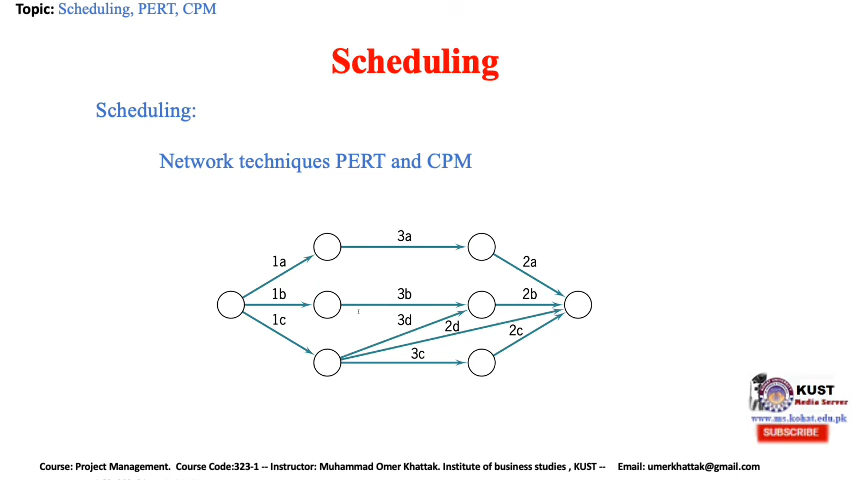 Topic: Scheduling, PERT, CPM
Scheduling
Scheduling:
Network techniques PERT and CPM
3a
1a
2a
1b
3b
2b
1c
3d
2d
2c
3c
KUST
Media Server
www.ms.kohat.edu.pk
SUBSCRIBE
Course: Project Management. Course Code:323-1 -- Instructor: Muhammad Omer Khattak. Institute of business studies , KUST -- Email: umerkhattak@gmail.com